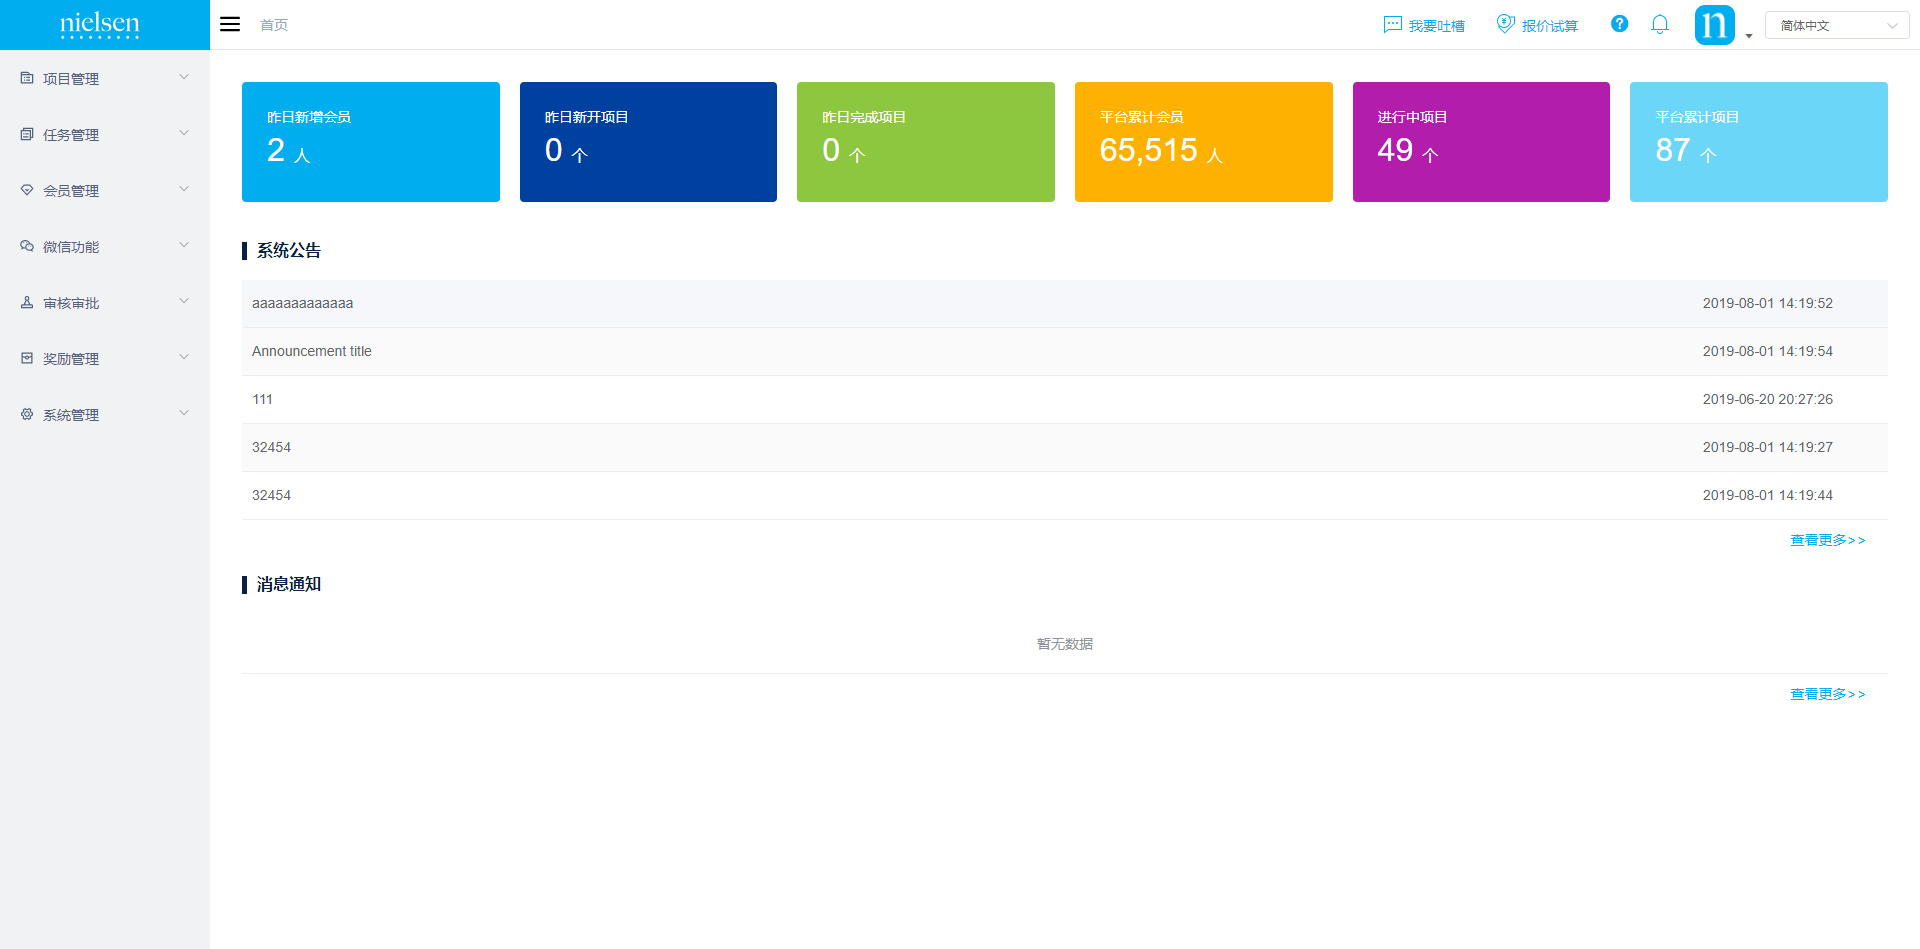 nielsen
首页
我要吐槽
报价试算
n
简体中文
项目管理
任务管理
会员管理
微信功能
审核审批
奖励管理
系统管理
昨日新增会员
2 人
昨日新开项目
0 个
昨日完成项目
0 个
平台累计会员
65,515 人
进行中项目
49 个
平台累计项目
87 个
系统公告
aaaaaaaaaaaaa 2019-08-01 14:19:52
Announcement title 2019-08-01 14:19:54
111 2019-06-20 20:27:26
32454 2019-08-01 14:19:27
32454 2019-08-01 14:19:44
查看更多>>
消息通知
暂无数据
查看更多>>